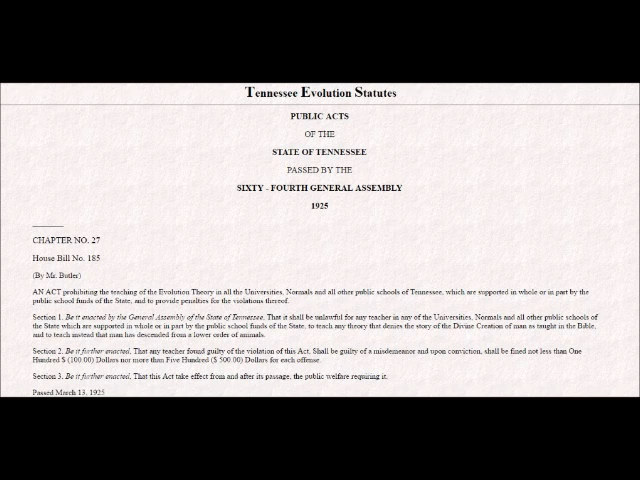 Tennessee Evolution Statutes
PUBLIC ACTS
OF THE
STATE OF TENNESSEE
PASSED BY THE
SIXTY - FOURTH GENERAL ASSEMBLY
1925
CHAPTER NO. 27
House Bill No. 185
(By Mr. Butler)
AN ACT prohibiting the teaching of the Evolution Theory in all the Universities, Normals and all other public schools of Tennessee, which are supported in whole or in part by the
public school funds of the State, and to provide penalties for the violations thereof.
Section 1. Be it enacted by the General Assembly of the State of Tennessee, That it shall be unlawful for any teacher in any of the Universities, Normals and all other public schools of
the State which are supported in whole or in part by the public school funds of the State, to teach any theory that denies the story of the Divine Creation of man as taught in the Bible,
and to teach instead that man has descended from a lower order of animals.
Section 2. Be it further enacted, That any teacher found guilty of the violation of this Act, Shall be guilty of a misdemeanor and upon conviction, shall be fined not less than One
Hundred $ (100.00) Dollars nor more than Five Hundred ($ 500.00) Dollars for each offense.
Section 3. Be it further enacted, That this Act take effect from and after its passage, the public welfare requiring it.
Passed March 13, 1925